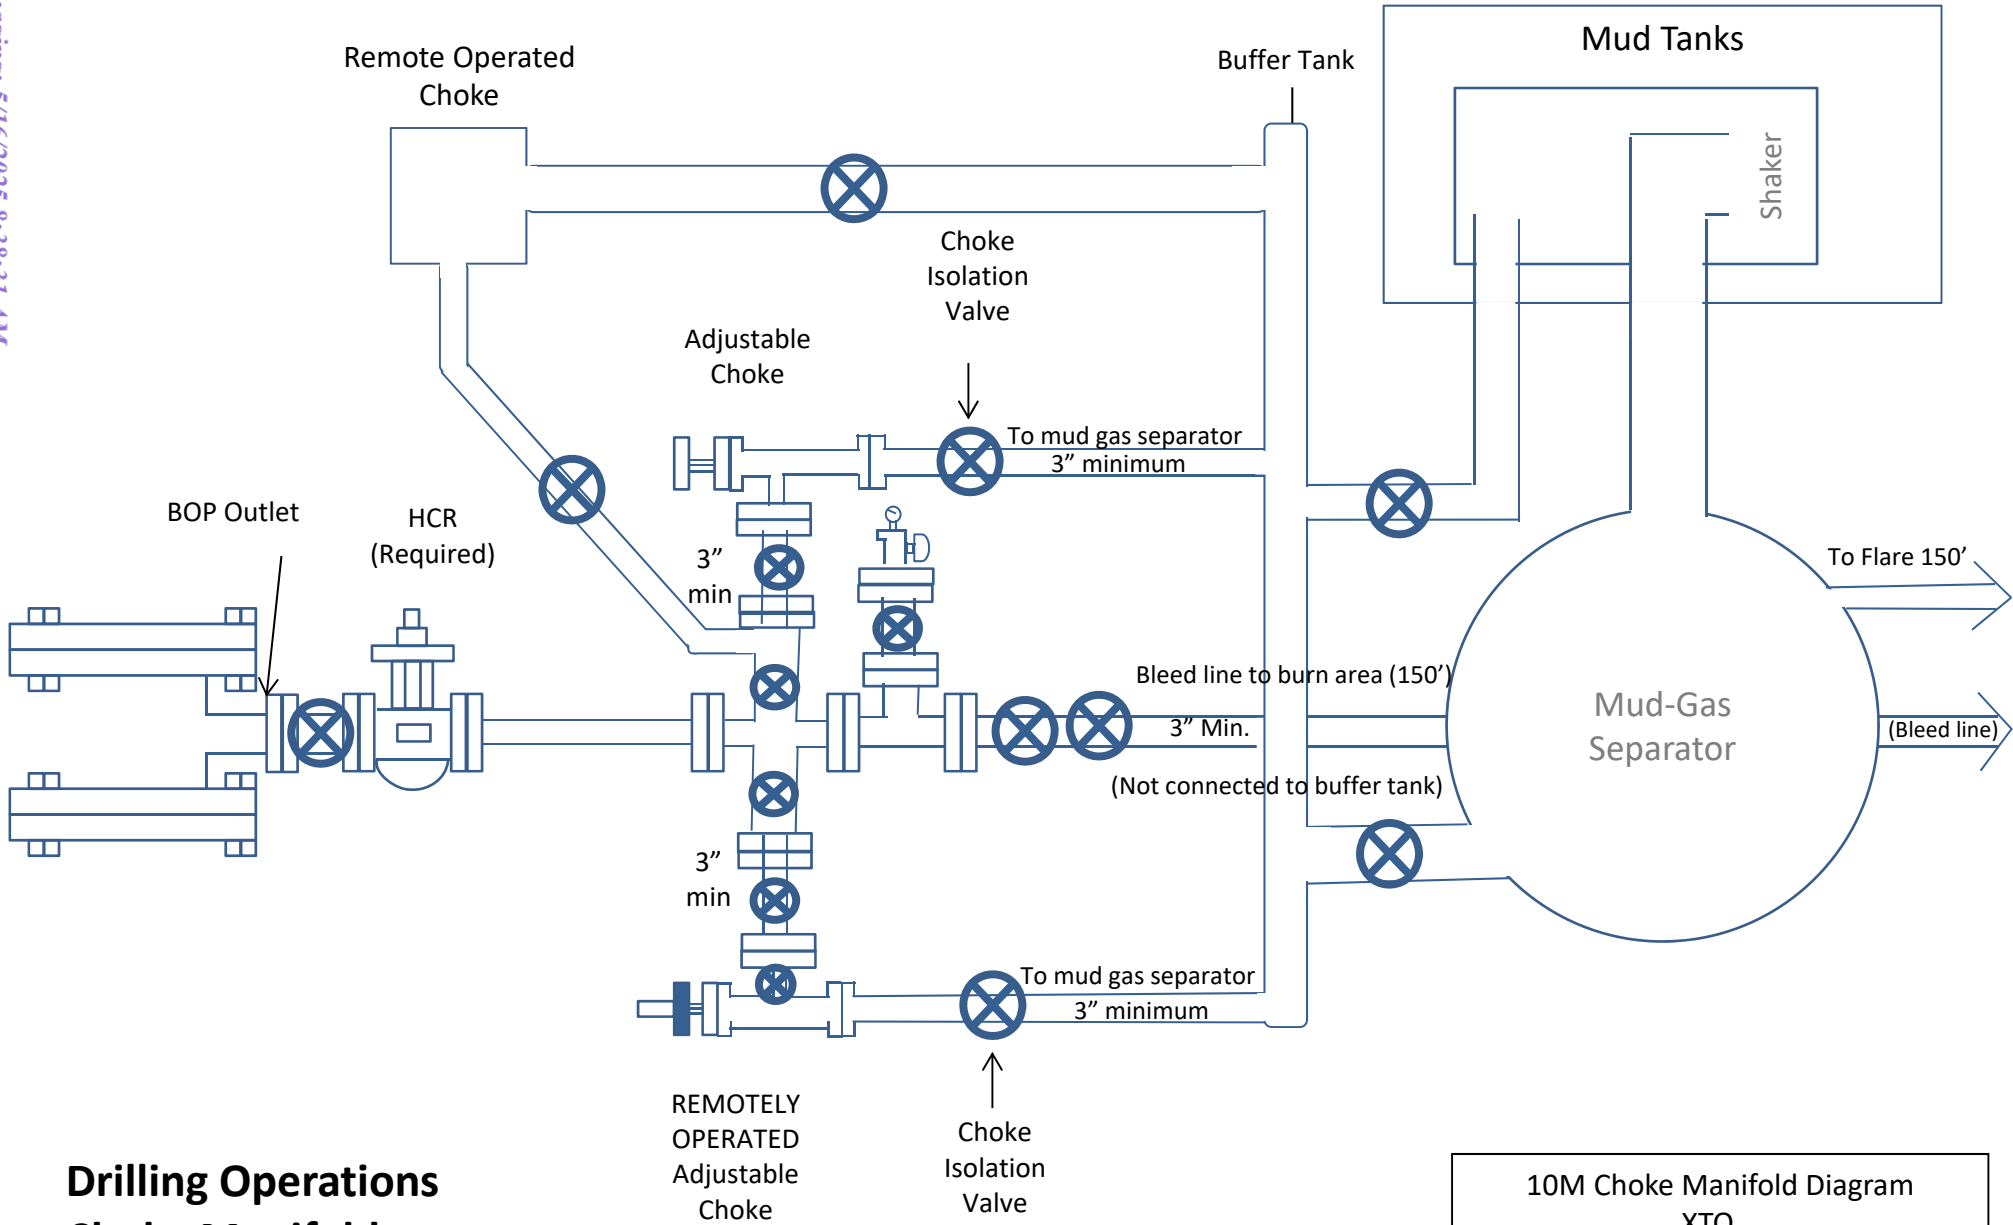 Mud Tanks
Remote Operated
Choke
Buffer Tank
Shaker
Choke
Isolation
Valve
Adjustable
Choke
To mud gas separator
3” minimum
BOP Outlet
HCR
(Required)
3”
min
To Flare 150’
Bleed line to burn area (150’)
3” Min.
(Not connected to buffer tank)
Mud-Gas
Separator
(Bleed line)
3”
min
To mud gas separator
3” minimum
REMOTELY
OPERATED
Adjustable
Choke
Choke
Isolation
Valve
Drilling Operations
Choke Manifold
10M Choke Manifold Diagram
XTO